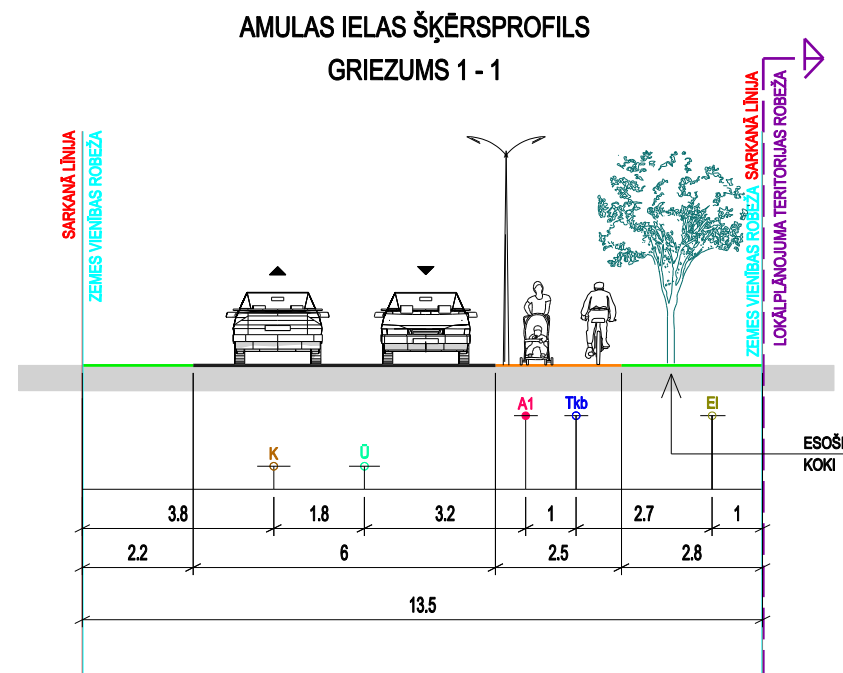 AMULAS IELAS ŠĶĒRSPROFILS
GRIEZUMS 1 - 1
SARKANĀ LĪNIJA
ZEMES VIENĪBAS ROBEŽA
ZEMES VIENĪBAS ROBEŽA
SARKANĀ LĪNIJA
LOKĀLPLĀNOJUMA TERITORIJAS ROBEŽA
A1
Tkb
El
K
Ū
ESOŠI
KOKI
3.8 1.8 3.2 1 2.7 1
2.2 6 2.5 2.8
13.5